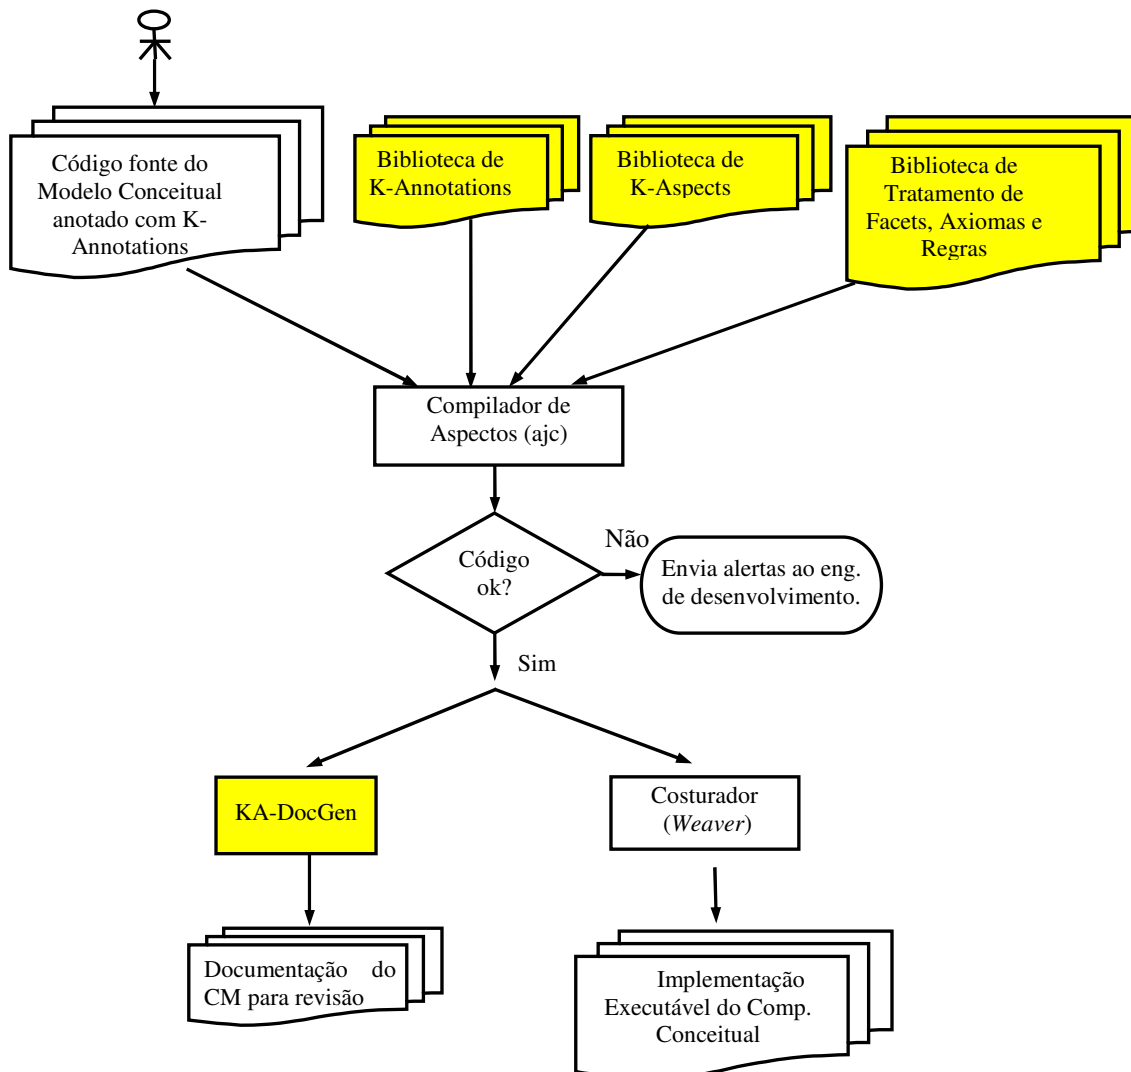 Código fonte do
Modelo Conceitual
anotado com K-
Annotations
Biblioteca de
K-Annotations
Biblioteca de
K-Aspects
Biblioteca de
Tratamento de
Facets, Axiomas e
Regras
Compilador de
Aspectos (ajc)
Código
ok?
Não
Envia alertas ao eng.
de desenvolvimento.
Sim
KA-DocGen
Costurador
(Weaver)
Documentação do
CM para revisão
Implementação
Executável do Comp.
Conceitual